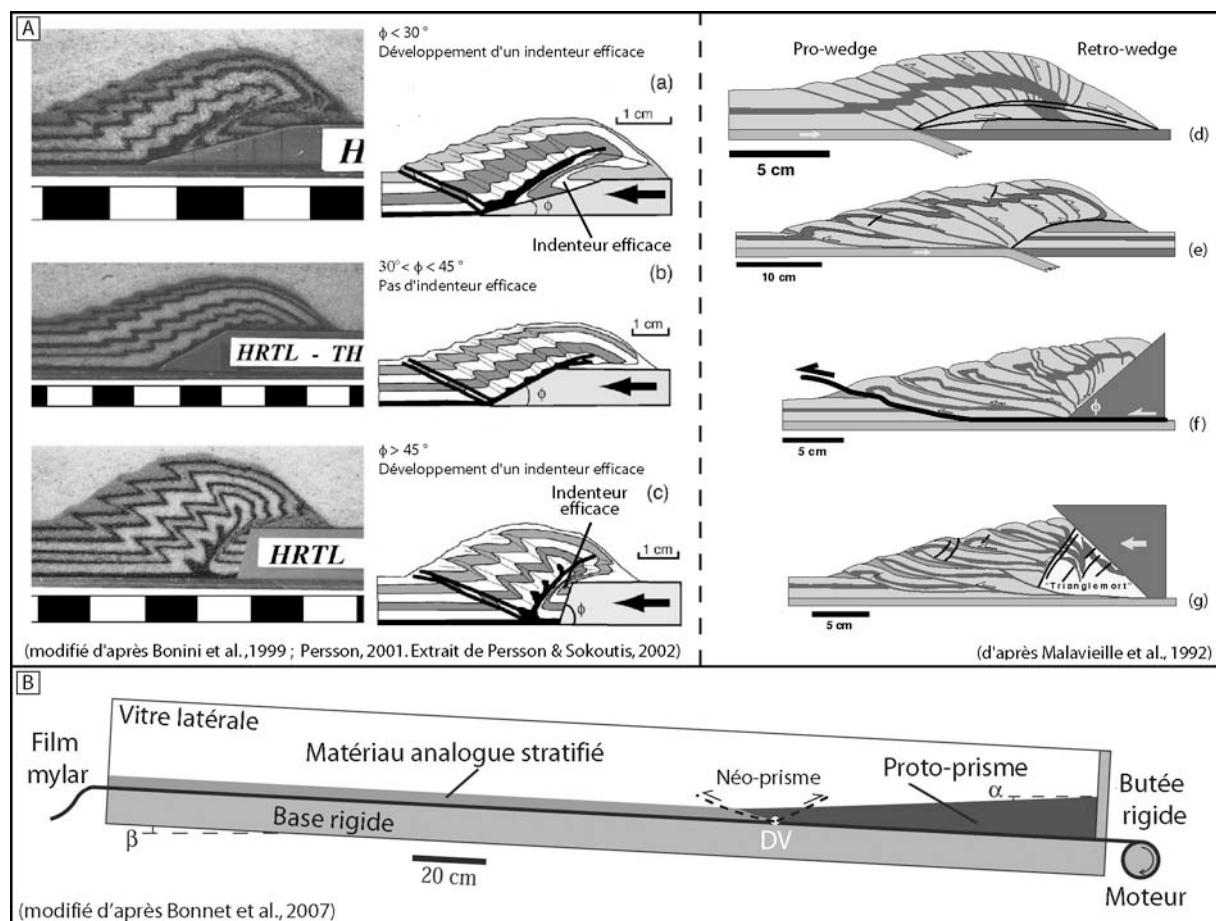 A
ϕ < 30 °
Développement d'un indenteur efficace
(a)
1 cm
H
ϕ
Indenteur efficace
30° < ϕ < 45 °
Pas d'indenteur efficace
(b)
1 cm
HRTL - TH
ϕ
ϕ > 45 °
Développement d'un indenteur efficace
(c)
Indenteur
efficace
1 cm
HRTL
ϕ
(modifié d'après Bonini et al.,1999 ; Persson, 2001. Extrait de Persson & Sokoutis, 2002)
Pro-wedge
Retro-wedge
(d)
5 cm
(e)
10 cm
ϕ
(f)
5 cm
"Trianglemort"
(g)
5 cm
(d'après Malavieille et al., 1992)
B
Vitre latérale
Film
mylar
Matériau analogue stratifié
Néo-prisme
Proto-prisme
α
Butée
rigide
Base rigide
β
DV
20 cm
Moteur
(modifié d'après Bonnet et al., 2007)